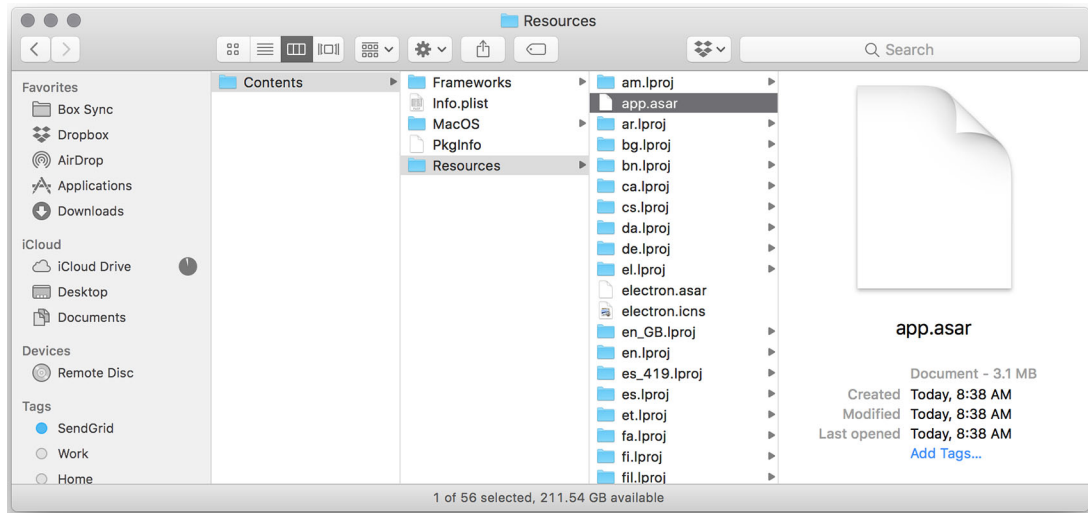 Resources
Search
Favorites
Box Sync
Dropbox
AirDrop
Applications
Downloads
iCloud
iCloud Drive
Desktop
Documents
Devices
Remote Disc
Tags
SendGrid
Work
Home
Contents
Frameworks
Info.plist
MacOS
PkgInfo
Resources
am.lproj
app.asar
ar.lproj
bg.lproj
bn.lproj
ca.lproj
cs.lproj
da.lproj
de.lproj
el.lproj
electron.asar
electron.icns
en_GB.lproj
en.lproj
es_419.lproj
es.lproj
et.lproj
fa.lproj
fi.lproj
fil.lproj
app.asar
Document - 3.1 MB
Created Today, 8:38 AM
Modified Today, 8:38 AM
Last opened Today, 8:38 AM
Add Tags...
1 of 56 selected, 211.54 GB available